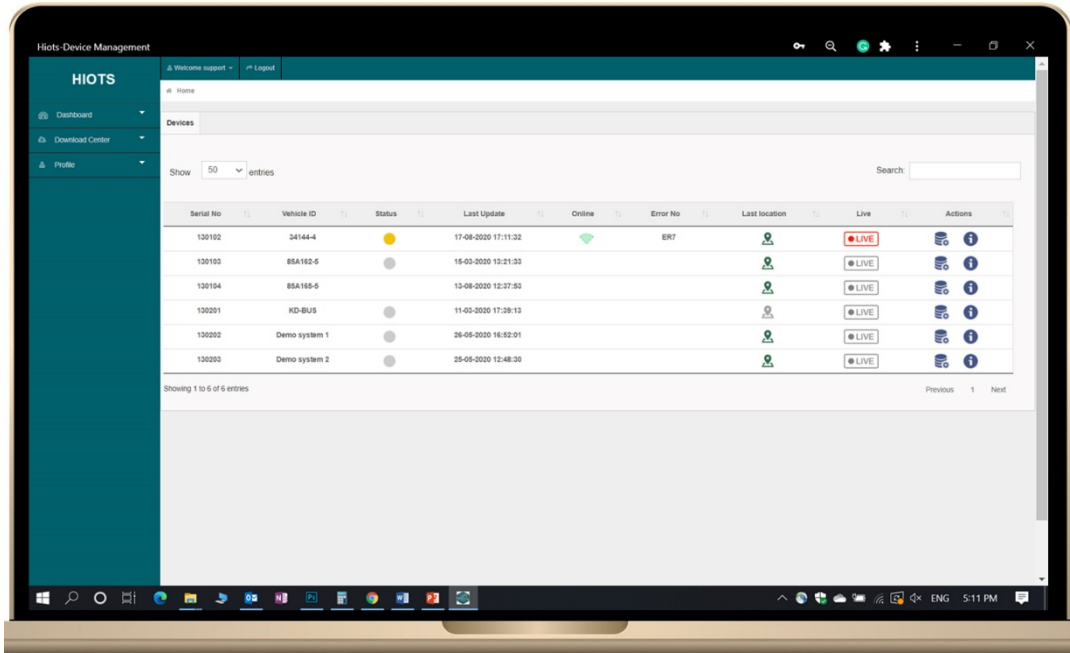 Hiots-Device Management
HIOTS
Welcome support
Logout
Home
Dashboard
Download Center
Profile
Devices
Show 50 entries
Search:
Serial No Vehicle ID Status Last Update Online Error No Last location Live Actions
130102 34144-4 17-08-2020 17:11:32 ER7 LIVE
130103 85A162-5 15-03-2020 13:21:33 LIVE
130104 85A165-5 13-08-2020 12:37:53 LIVE
130201 KD-BUS 11-03-2020 17:39:13 LIVE
130202 Demo system 1 26-05-2020 16:52:01 LIVE
130203 Demo system 2 25-05-2020 12:48:30 LIVE
Showing 1 to 6 of 6 entries
Previous 1 Next
ENG 5:11 PM